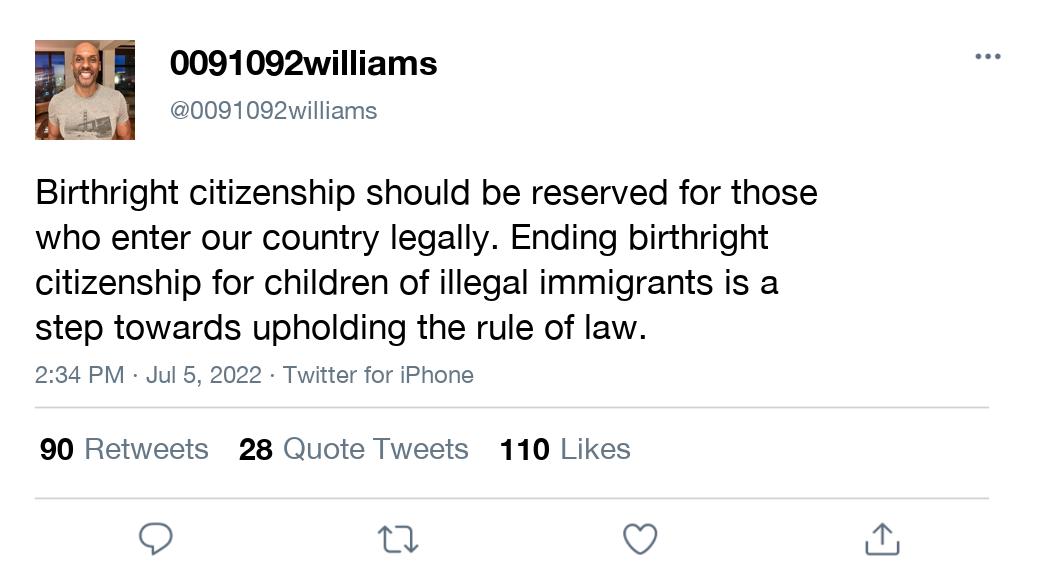 0091092williams
@0091092williams
Birthright citizenship should be reserved for those
who enter our country legally. Ending birthright
citizenship for children of illegal immigrants is a
step towards upholding the rule of law.
2:34 PM · Jul 5, 2022 · Twitter for iPhone
90 Retweets 28 Quote Tweets 110 Likes